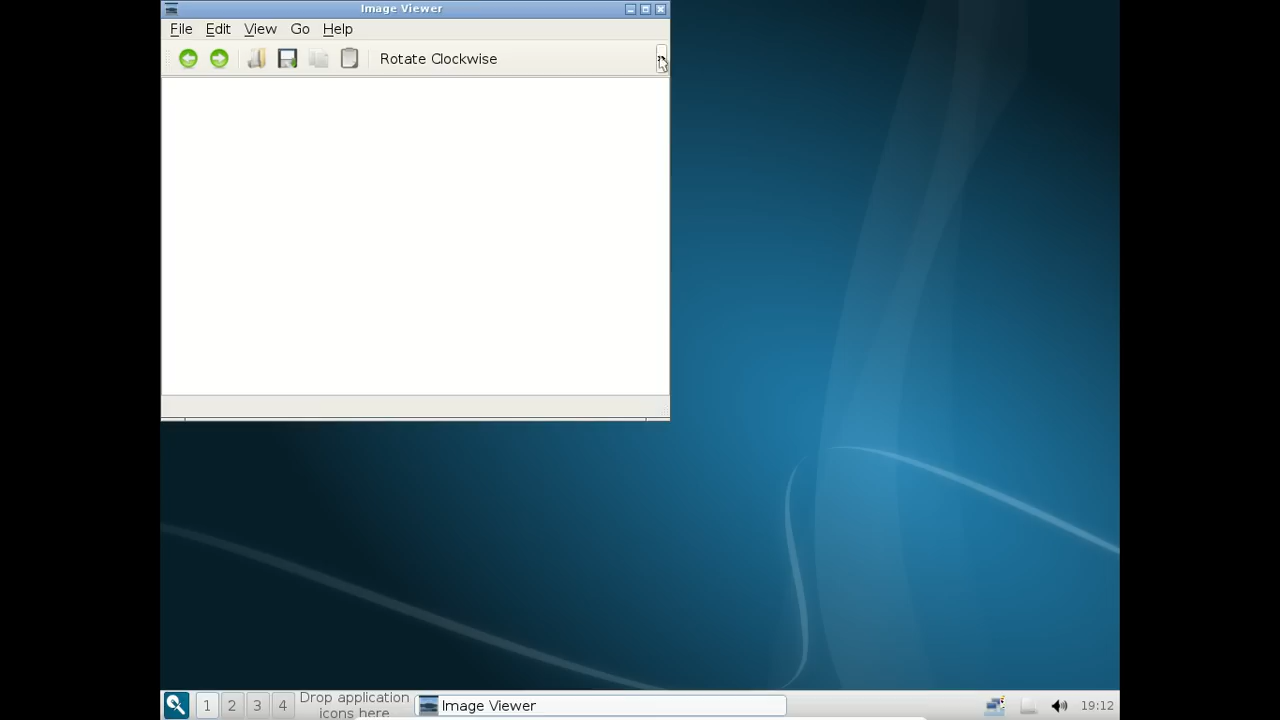 Image Viewer
File Edit View Go Help
Rotate Clockwise
1 2 3 4
Drop application
icons here
Image Viewer
19:12